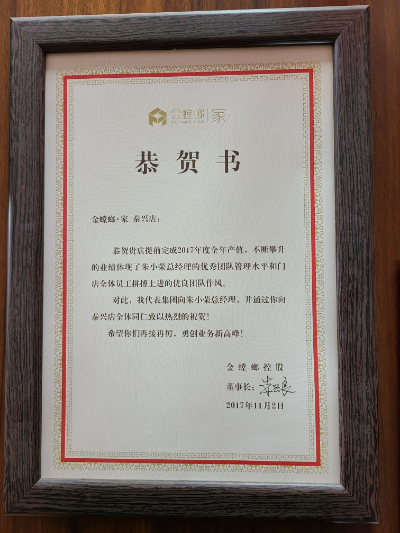 金螳螂|家
恭贺书
金螳螂·家 泰兴店:
恭贺贵店提前完成2017年度全年产值,不断攀升
的业绩体现了朱小荣总经理的优秀团队管理水平和门
店全体员工拼搏上进的优良团队作风。
对此,我代表集团向朱小荣总经理,并通过你向
泰兴店全体同仁致以热烈的祝贺!
希望你们再接再厉,勇创业务新高峰!
金螳螂控股
董事长:
2017年11月2日